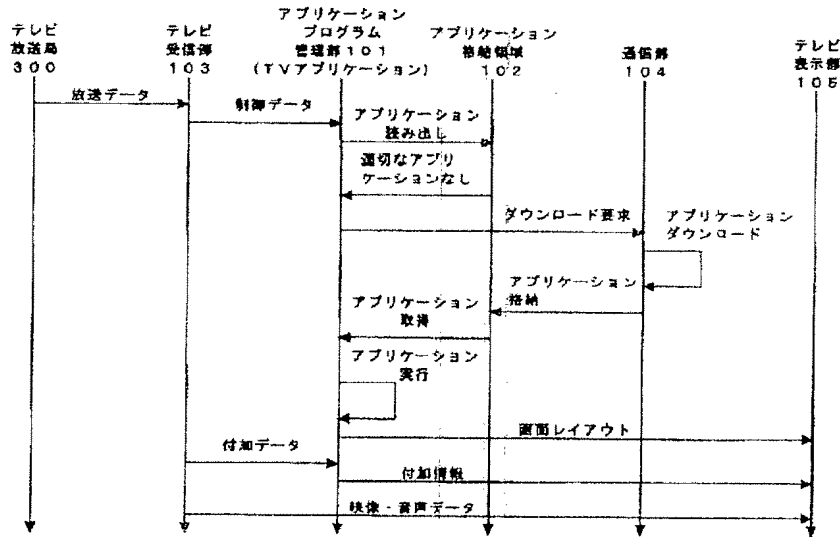 テレビ
放送局
300
テレビ
受信部
103
アプリケーション
プログラム
管理部101
(TVアプリケーション)
アプリケーション
格納領域
102
通信部
104
テレビ
表示部
105
放送データ
制御データ
アプリケーション
読み出し
適切なアプリ
ケーションなし
ダウンロード要求
アプリケーション
ダウンロード
アプリケーション
格納
アプリケーション
取得
アプリケーション
実行
画面レイアウト
付加データ
付加情報
映像・音声データ